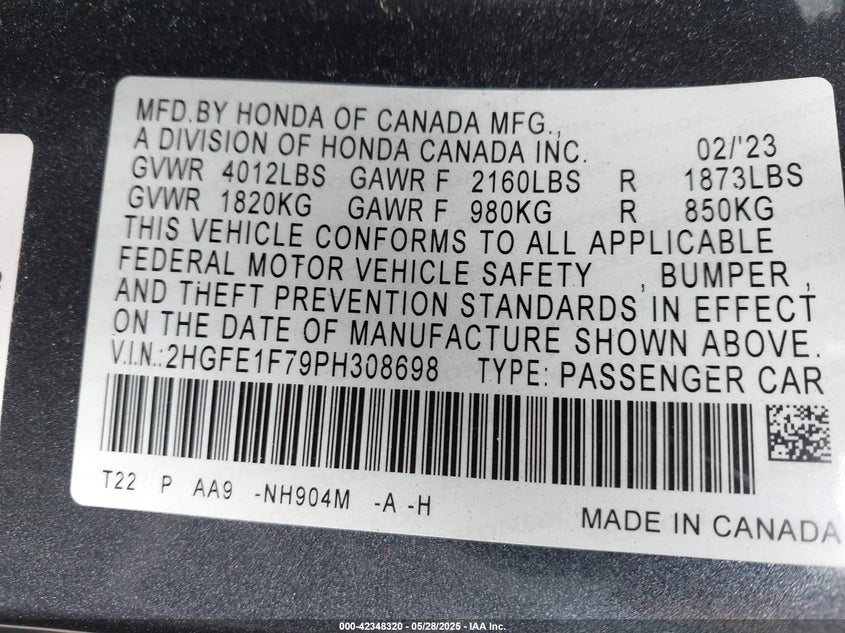 MFD.BY HONDA OF CANADA MFG.,
A DIVISION OF HONDA CANADA INC. 02/'23
GVWR 4012LBS GAWR F 2160LBS R 1873LBS
GVWR 1820KG GAWR F 980KG R 850KG
THIS VEHICLE CONFORMS TO ALL APPLICABLE
FEDERAL MOTOR VEHICLE SAFETY , BUMPER ,
AND THEFT PREVENTION STANDARDS IN EFFECT
ON THE DATE OF MANUFACTURE SHOWN ABOVE.
V.I.N.:2HGFE1F79PH308698 TYPE: PASSENGER CAR
T22 P AA9 -NH904M -A -H
MADE IN CANADA
000-42348320 - 05/28/2025 - IAA Inc.